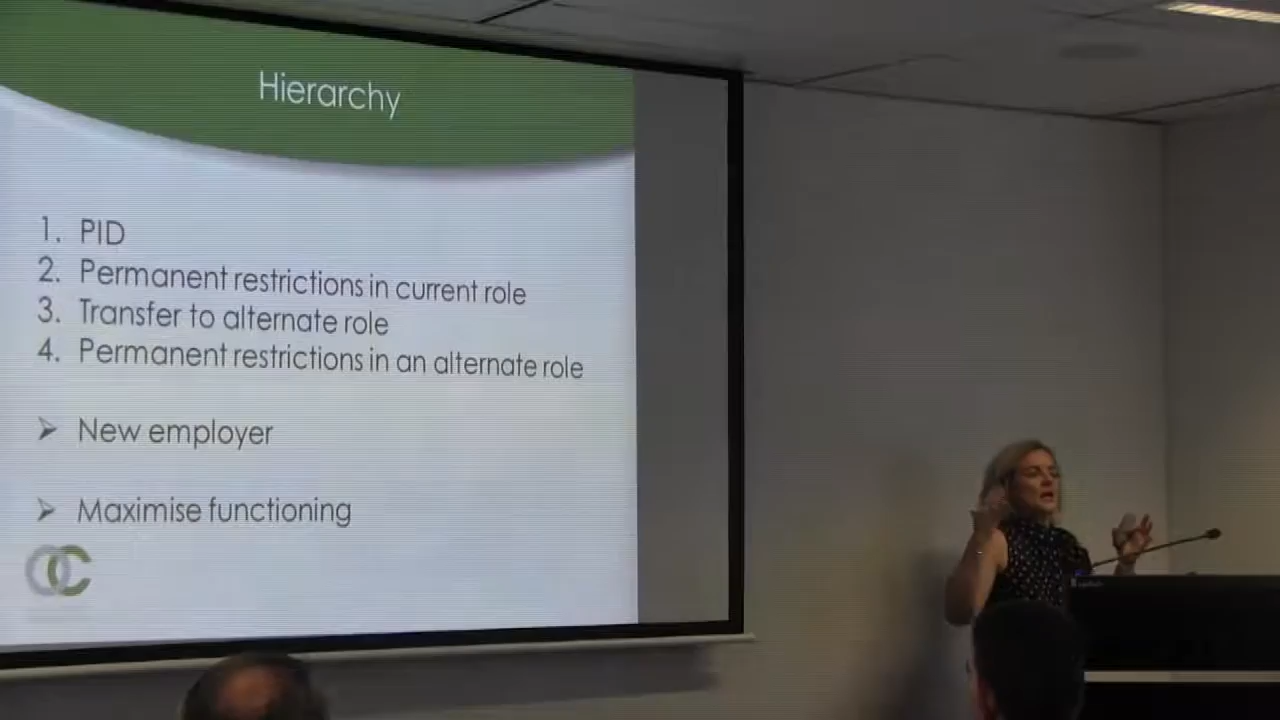 Hierarchy
1. PID
2. Permanent restrictions in current role
3. Transfer to alternate role
4. Permanent restrictions in an alternate role
➤ New employer
➤ Maximise functioning
OC